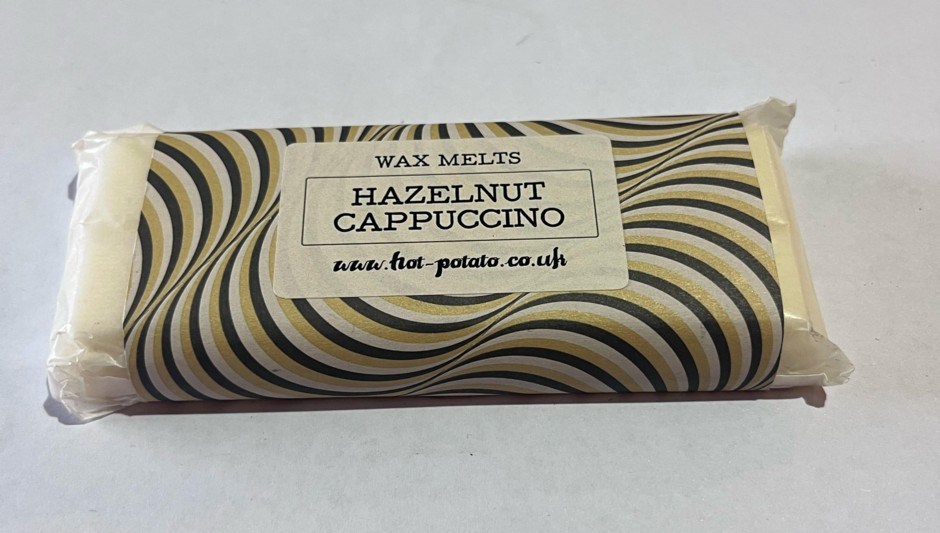 WAX MELTS
HAZELNUT
CAPPUCCINO
www.hot-potato.co.uk